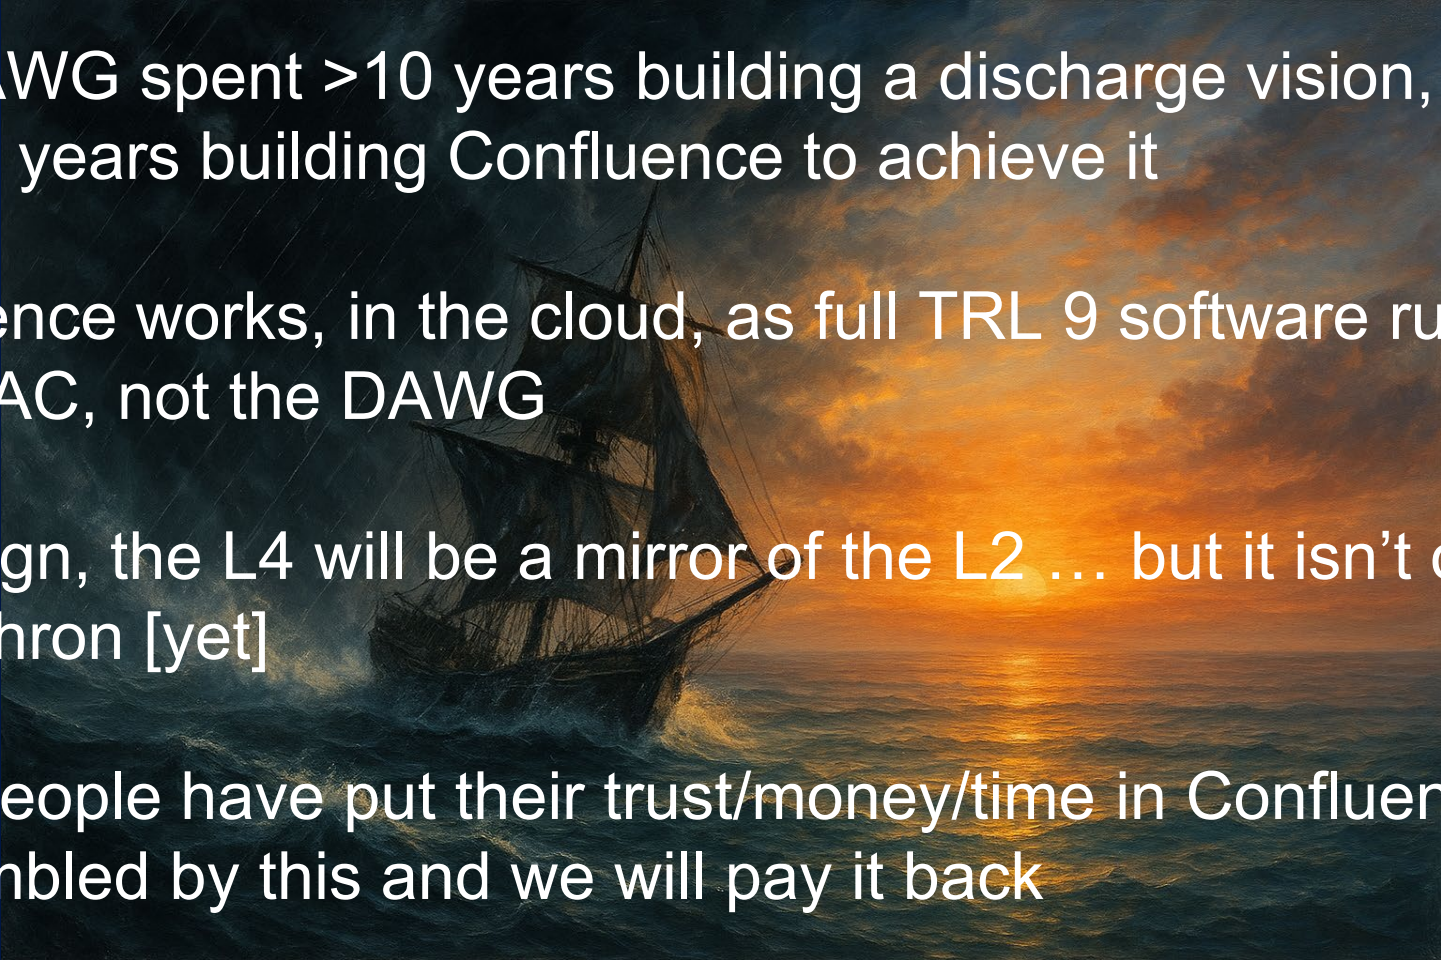 AWG spent >10 years building a discharge vision,
years building Confluence to achieve it
ence works, in the cloud, as full TRL 9 software ru
AC, not the DAWG
gn, the L4 will be a mirror of the L2 … but it isn’t
hron [yet]
eople have put their trust/money/time in Confluen
mbled by this and we will pay it back